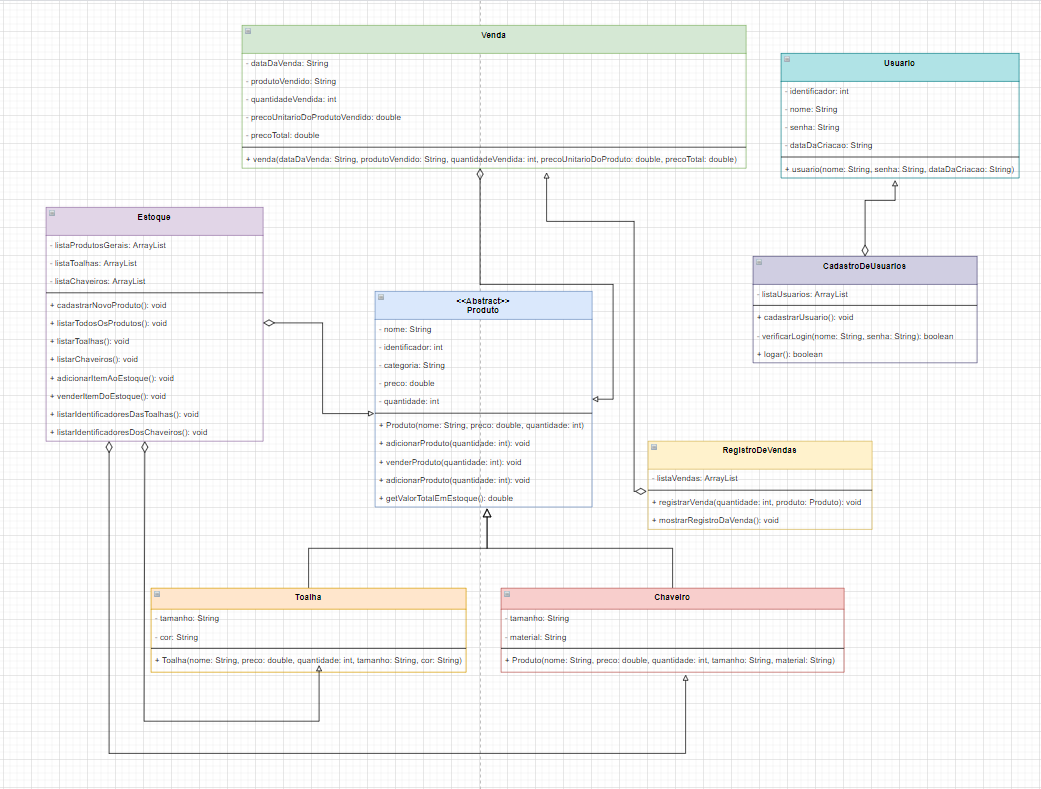 Venda
- dataDaVenda: String
- produtoVendido: String
- quantidadeVendida: int
- precoUnitarioDoProdutoVendido: double
- precoTotal: double
+ venda(dataDaVenda: String, produtoVendido: String, quantidadeVendida: int, precoUnitarioDoProduto: double, precoTotal: double)
Usuario
- identificador: int
- nome: String
- senha: String
- dataDaCriacao: String
+ usuario(nome: String, senha: String, dataDaCriacao: String)
Estoque
- listaProdutosGerais: ArrayList
- listaToalhas: ArrayList
- listaChaveiros: ArrayList
+ cadastrarNovoProduto(): void
+ listarTodosOsProdutos(): void
+ listarToalhas(): void
+ listarChaveiros(): void
+ adicionarItemAoEstoque(): void
+ venderItemDoEstoque(): void
+ listarIdentificadoresDasToalhas(): void
+ listarIdentificadoresDosChaveiros(): void
<<Abstract>>
Produto
- nome: String
- identificador: int
- categoria: String
- preco: double
- quantidade: int
+ Produto(nome: String, preco: double, quantidade: int)
+ adicionarProduto(quantidade: int): void
+ venderProduto(quantidade: int): void
+ adicionarProduto(quantidade: int): void
+ getValorTotalEmEstoque(): double
CadastroDeUsuarios
- listaUsuarios: ArrayList
+ cadastrarUsuario(): void
- verificarLogin(nome: String, senha: String): boolean
+ logar(): boolean
RegistroDeVendas
- listaVendas: ArrayList
+ registrarVenda(quantidade: int, produto: Produto): void
+ mostrarRegistroDaVenda(): void
Toalha
- tamanho: String
- cor: String
+ Toalha(nome: String, preco: double, quantidade: int, tamanho: String, cor: String)
Chaveiro
- tamanho: String
- material: String
+ Produto(nome: String, preco: double, quantidade: int, tamanho: String, material: String)